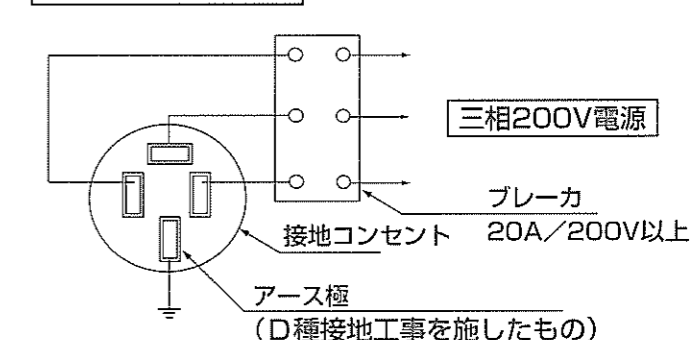 三相200V電源
ブレーカ
20A／200V以上
接地コンセント
アース極
（D種接地工事を施したもの）